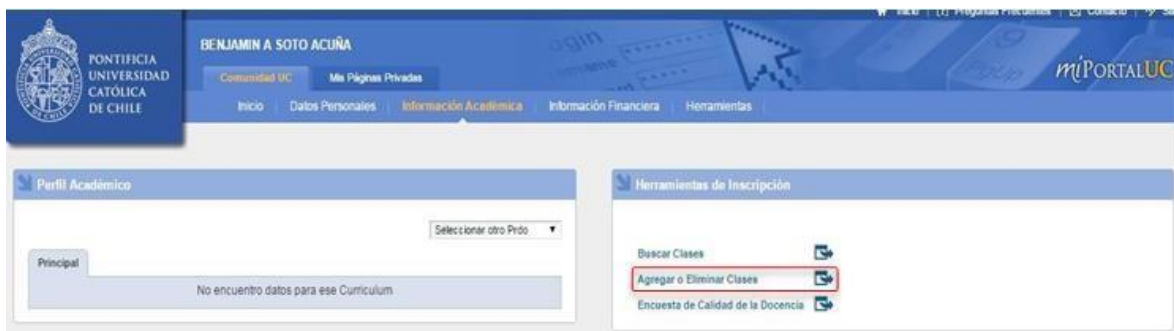 Inicio
Preguntas Frecuentes
Contacto
BENJAMIN A SOTO ACUÑA
PONTIFICIA
UNIVERSIDAD
CATÓLICA
DE CHILE
miPORTALUC
Comunidad UC
Mis Páginas Privadas
Inicio
Datos Personales
Información Académica
Información Financiera
Herramientas
Perfil Académico
Seleccionar otro Prdo
Principal
No encuentro datos para ese Curriculum
Herramientas de Inscripción
Buscar Clases
Agregar o Eliminar Clases
Encuesta de Calidad de la Docencia